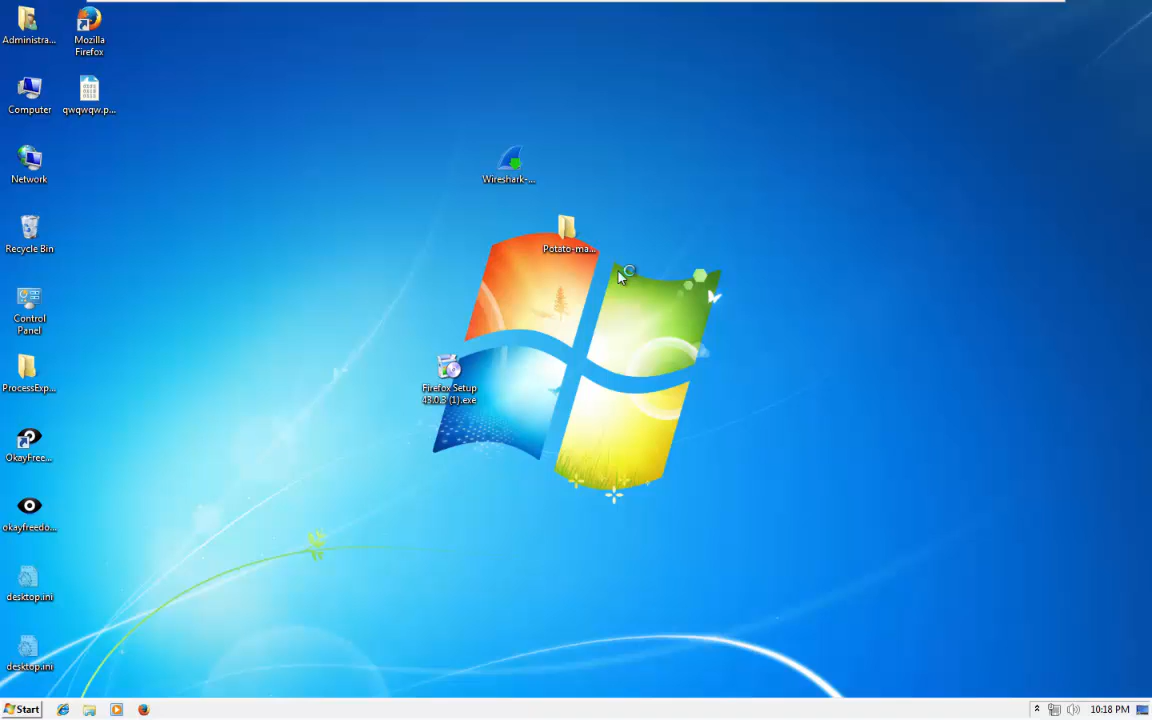 Administra...
Mozilla
Firefox
Computer
qwqwqw.p...
Wireshark-...
Network
Potato-ma...
Recycle Bin
Control
Panel
ProcessExp...
Firefox Setup
43.0.3 (1).exe
OkayFree...
okayfreedo...
desktop.ini
desktop.ini
Start
10:18 PM